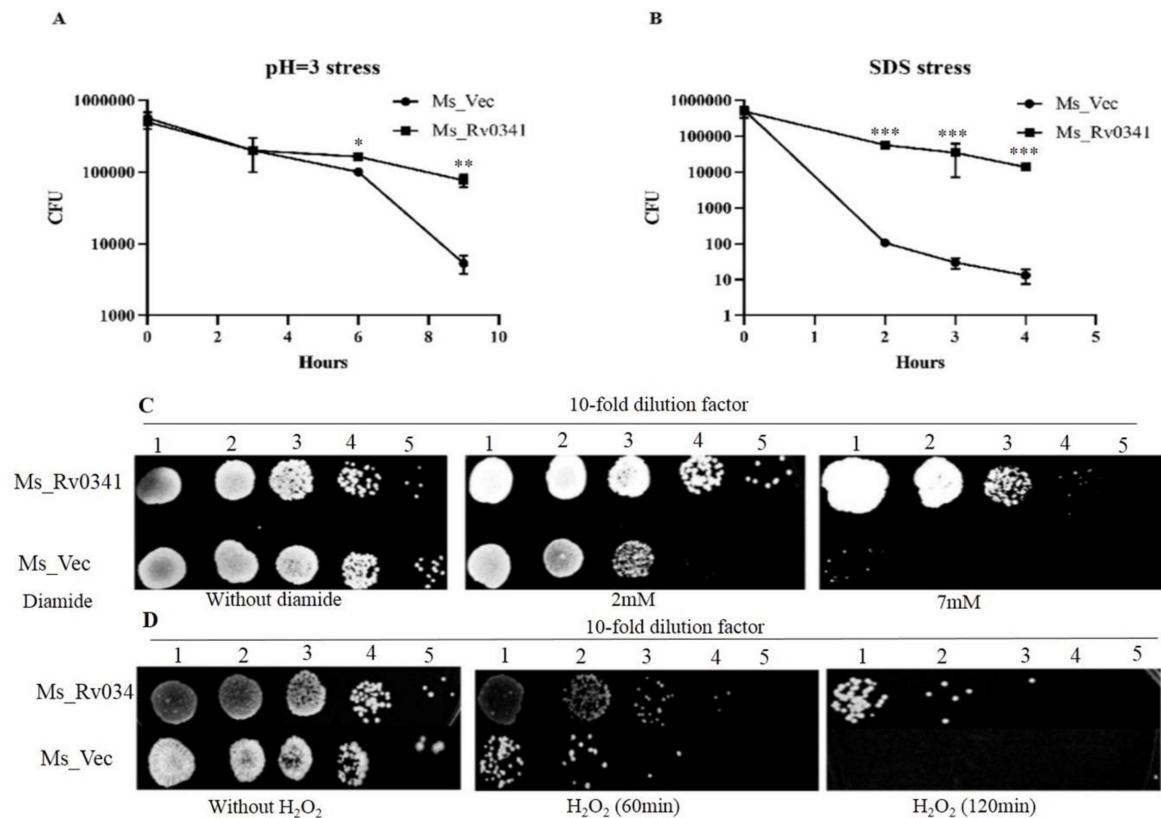 A
B
pH=3 stress
SDS stress
1000000
100000
10000
1000
CFU
Ms_Vec
Ms_Rv0341
*
**
0 2 4 6 8 10
Hours
1000000
100000
10000
1000
100
10
1
CFU
Ms_Vec
Ms_Rv0341
*** *** ***
0 1 2 3 4 5
Hours
C
10-fold dilution factor
1 2 3 4 5 1 2 3 4 5 1 2 3 4 5
Ms_Rv0341
Ms_Vec
Diamide Without diamide 2mM 7mM
D
10-fold dilution factor
1 2 3 4 5 1 2 3 4 5 1 2 3 4 5
Ms_Rv034
Ms_Vec
Without H₂O₂ H₂O₂ (60min) H₂O₂ (120min)